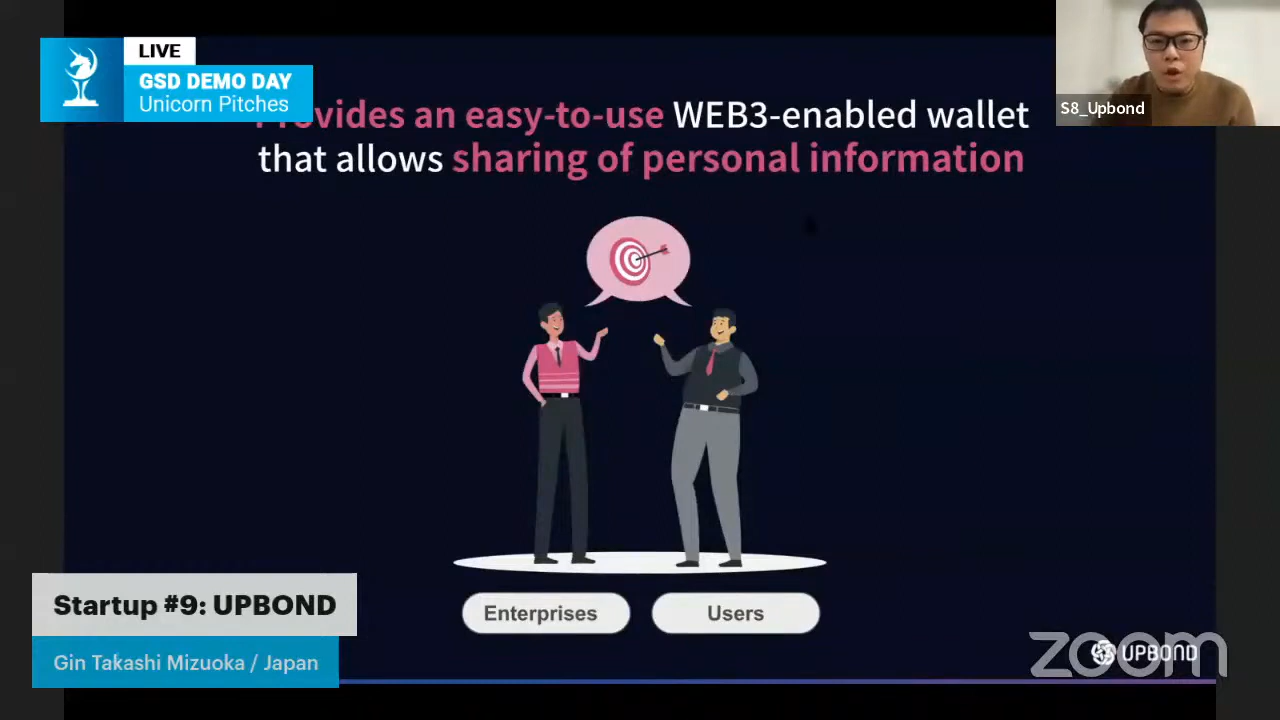 LIVE
GSD DEMO DAY
Unicorn Pitches
S8_Upbond
Provides an easy-to-use WEB3-enabled wallet
that allows sharing of personal information
Enterprises
Users
Startup #9: UPBOND
Gin Takashi Mizuoka / Japan
UPBOND
zoom